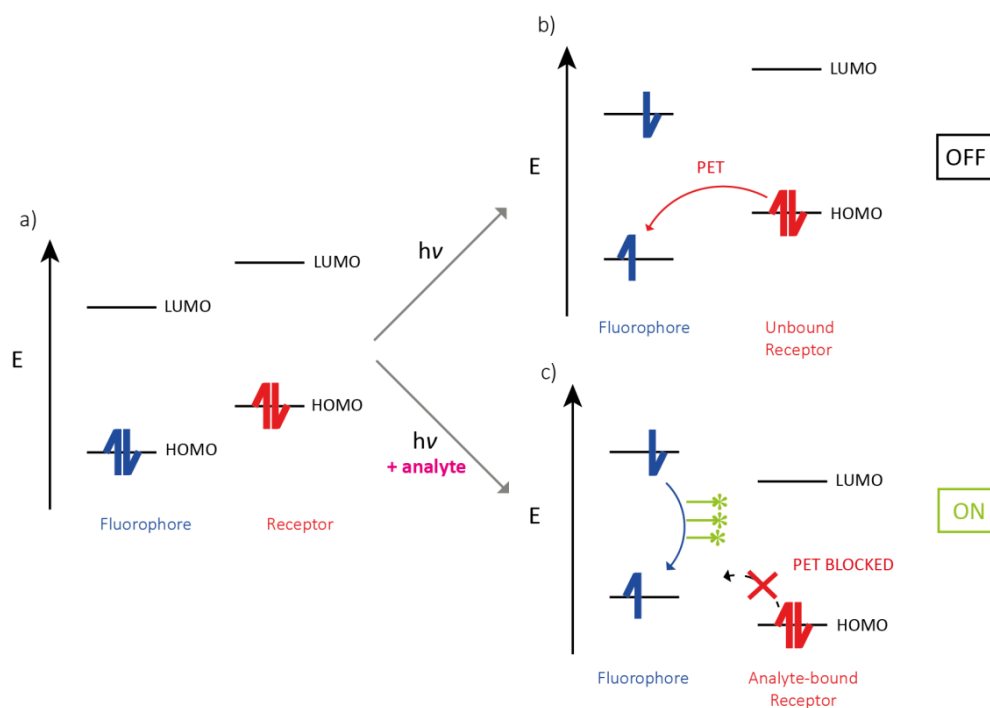 a)
E
LUMO
LUMO
HOMO
HOMO
Fluorophore
Receptor
hν
hν
+ analyte
b)
E
LUMO
PET
HOMO
OFF
Fluorophore
Unbound
Receptor
c)
E
LUMO
ON
PET BLOCKED
HOMO
Fluorophore
Analyte-bound
Receptor